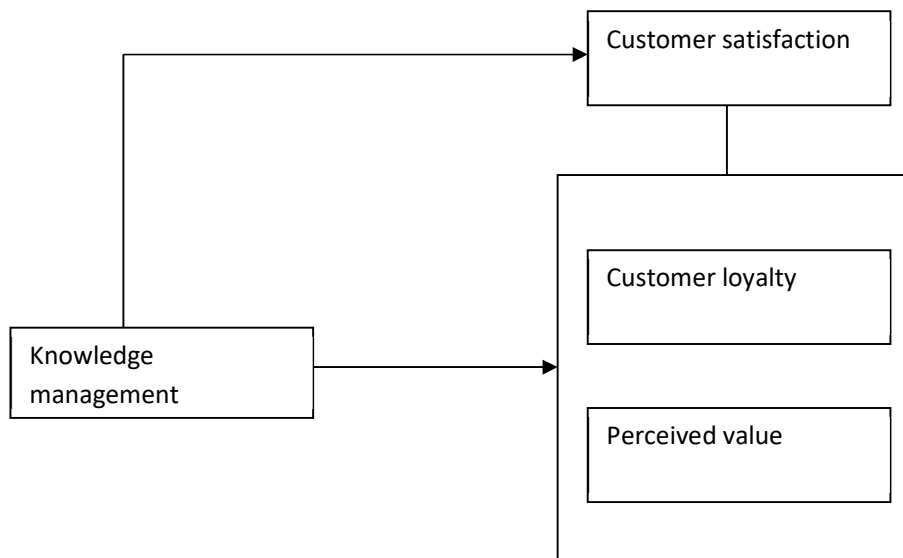 Customer satisfaction
Customer loyalty
Knowledge
management
Perceived value